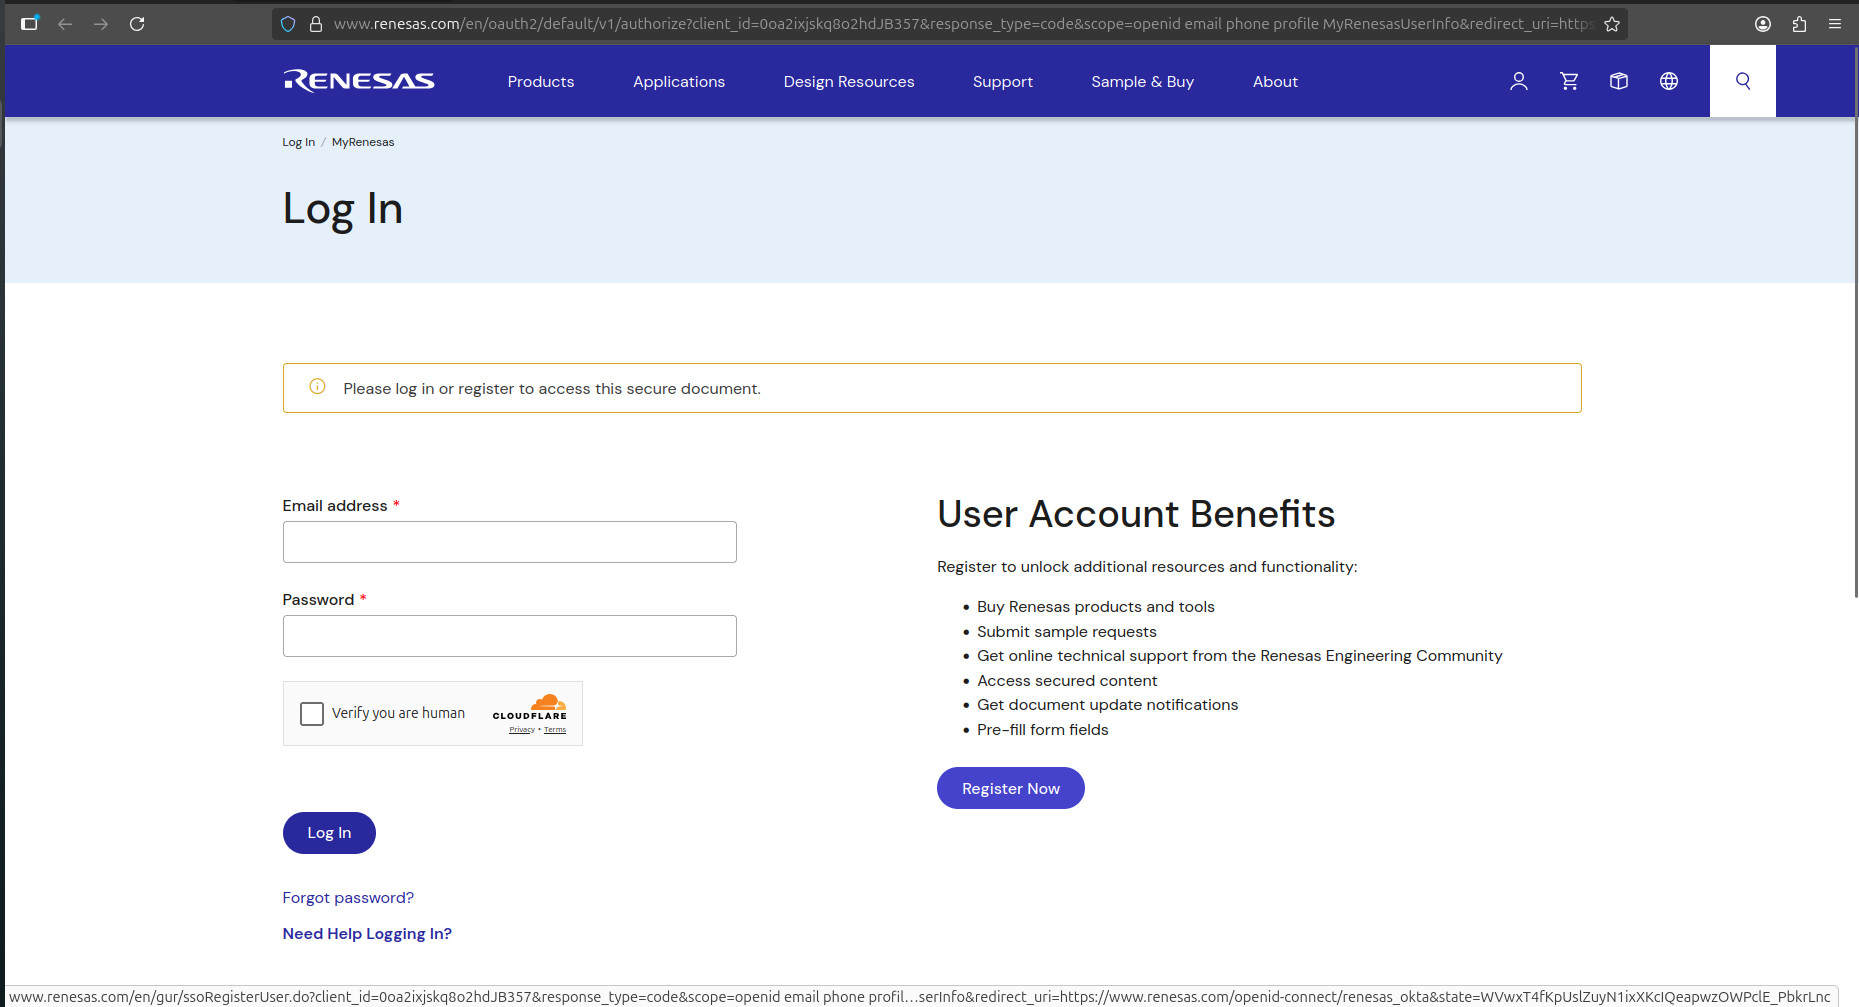 www.renesas.com/en/oauth2/default/v1/authorize?client_id=0oa2ixjskq8o2hdJB357&response_type=code&scope=openid email phone profile MyRenesasUserInfo&redirect_uri=https
RENESAS
Products
Applications
Design Resources
Support
Sample & Buy
About
Log In / MyRenesas
Log In
Please log in or register to access this secure document.
Email address *
Password *
Verify you are human
CLOUDFLARE
Privacy • Terms
Log In
Forgot password?
Need Help Logging In?
User Account Benefits
Register to unlock additional resources and functionality:
• Buy Renesas products and tools
• Submit sample requests
• Get online technical support from the Renesas Engineering Community
• Access secured content
• Get document update notifications
• Pre-fill form fields
Register Now
www.renesas.com/en/gur/ssoRegisterUser.do?client_id=0oa2ixjskq8o2hdJB357&response_type=code&scope=openid email phone profil…serInfo&redirect_uri=https://www.renesas.com/openid-connect/renesas_okta&state=WVwxT4fKpUslZuyN1ixXKcIQeapwzOWPclE_PbkrLnc